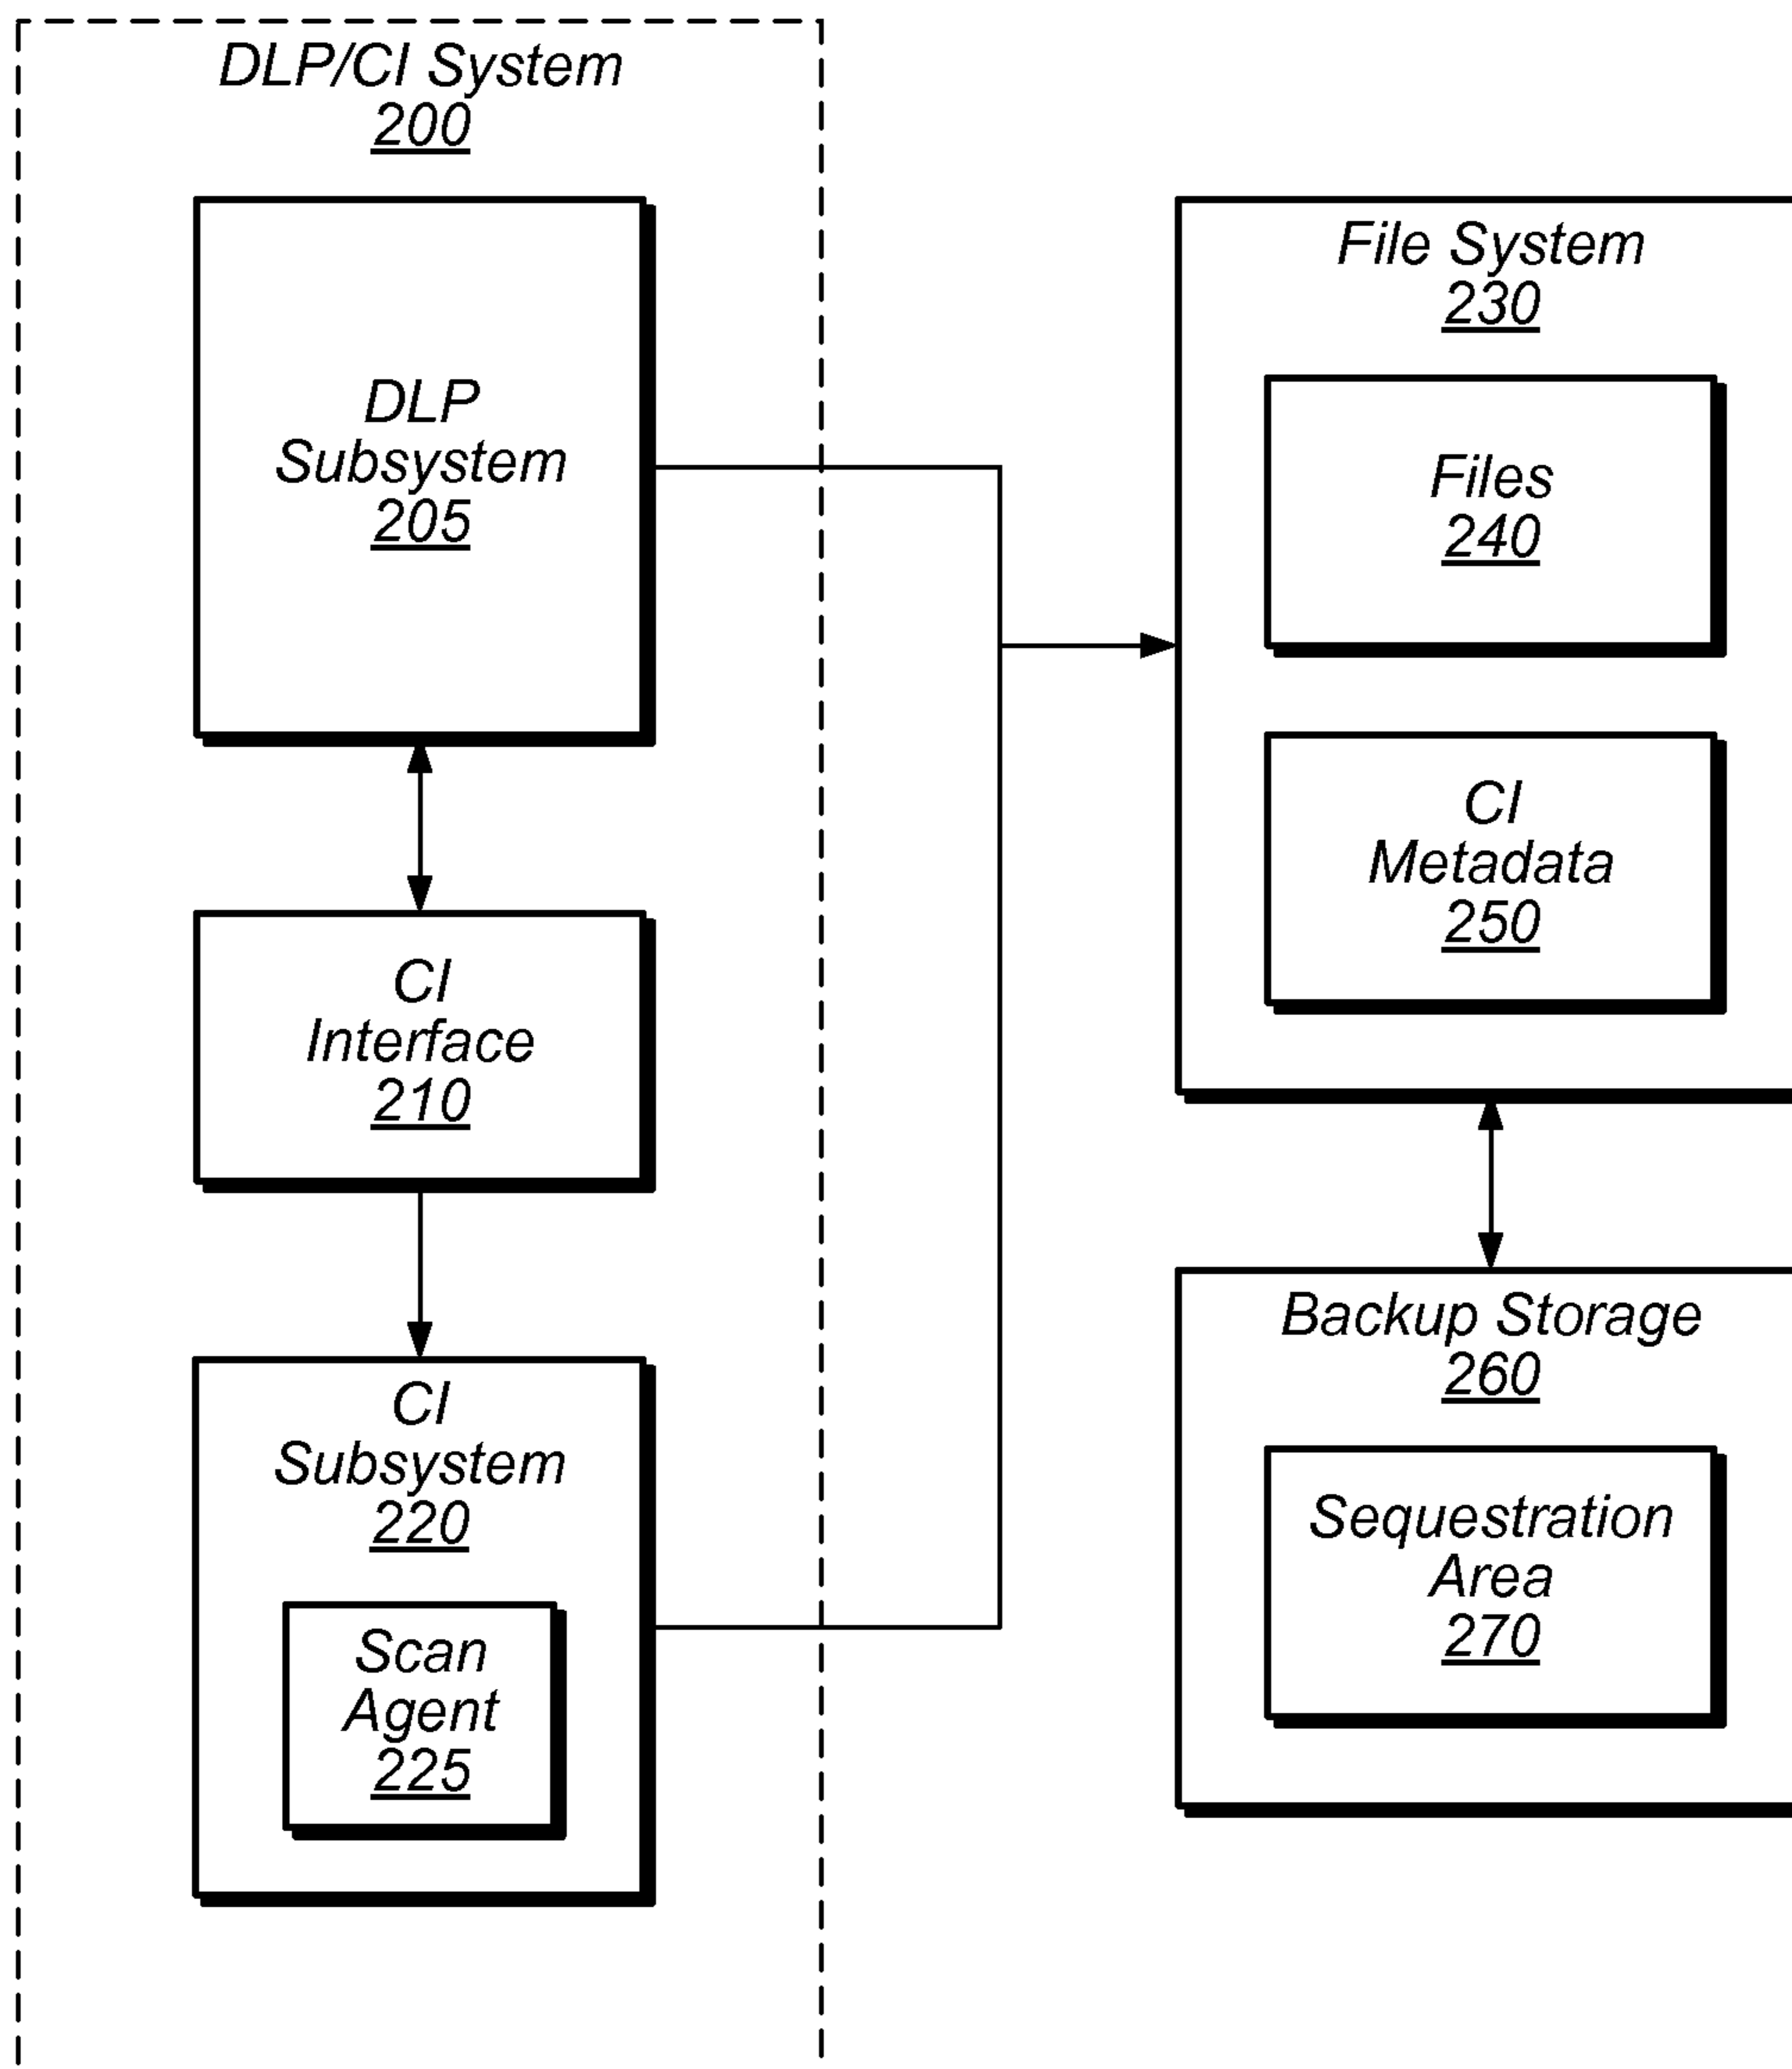 DLP/CI System
200
DLP
Subsystem
205
CI
Interface
210
CI
Subsystem
220
Scan
Agent
225
File System
230
Files
240
CI
Metadata
250
Backup Storage
260
Sequestration
Area
270